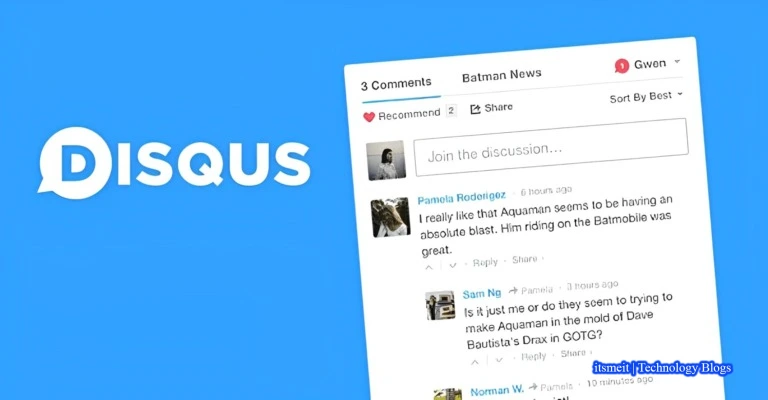 DISQUS
3 Comments Batman News Gwen
Recommend 2 Share Sort By Best
Join the discussion...
Pamela Roderigez · 6 hours ago
I really like that Aquaman seems to be having an
absolute blast. Him riding on the Batmobile was
great.
Reply · Share ›
Sam Ng Pamela · 3 hours ago
Is it just me or do they seem to trying to
make Aquaman in the mold of Dave
Bautista's Drax in GOTG?
Reply · Share ›
itsmeit | Technology Blogs
Norman W. Pamela · 10 minutes ago